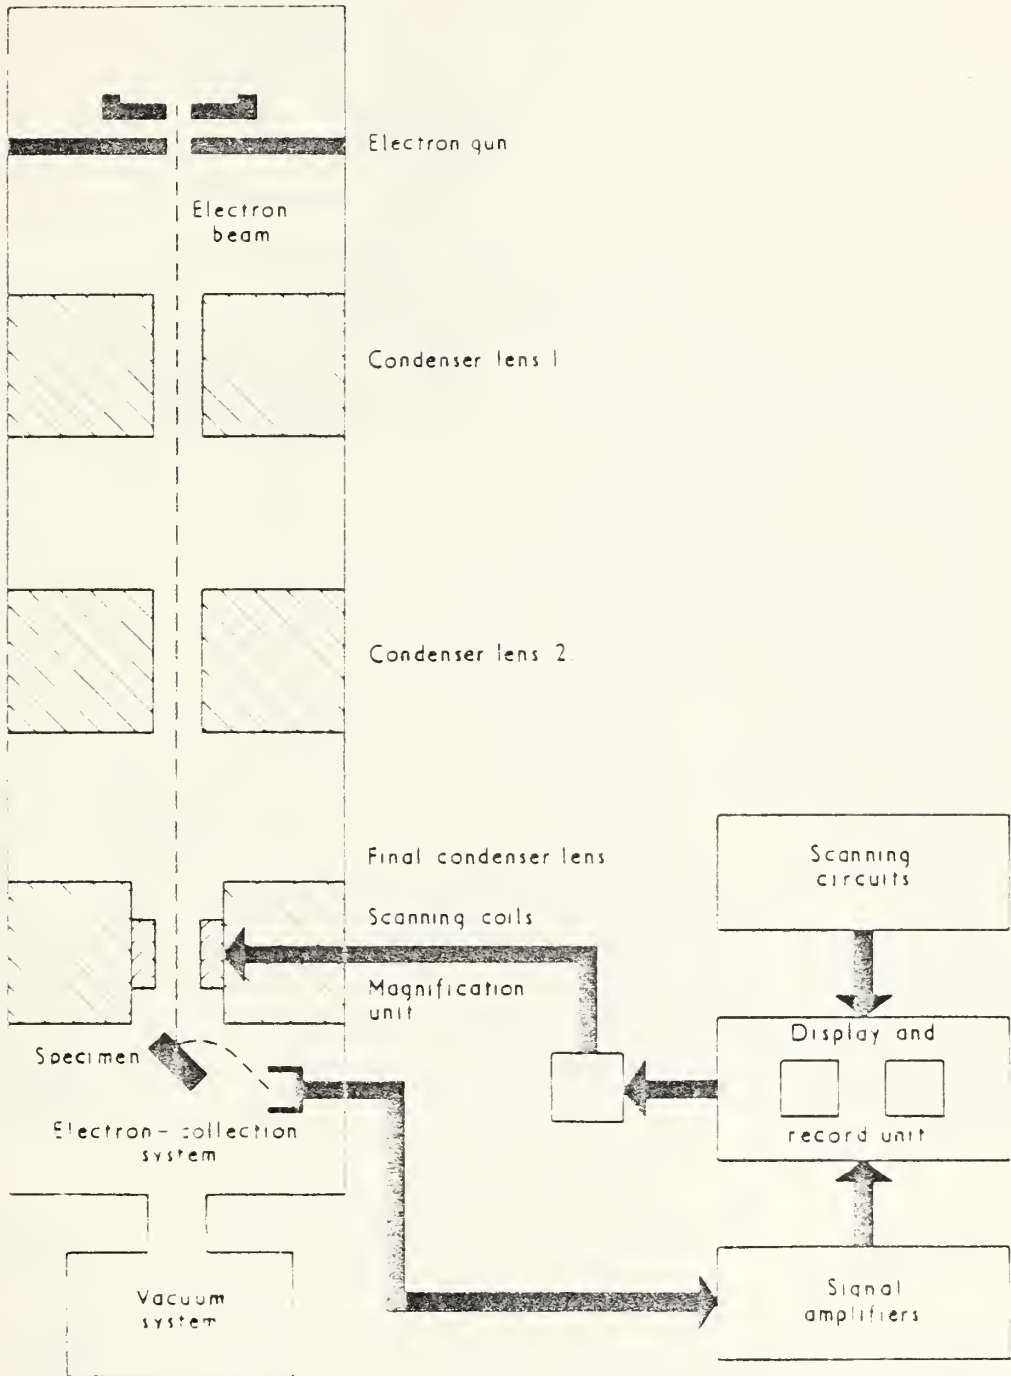 Electron gun
Electron
beam
Condenser lens 1
Condenser lens 2
Final condenser lens
Scanning coils
Magnification
unit
Specimen
Electron-collection
system
Vacuum
system
Scanning
circuits
Display and
record unit
Signal
amplifiers